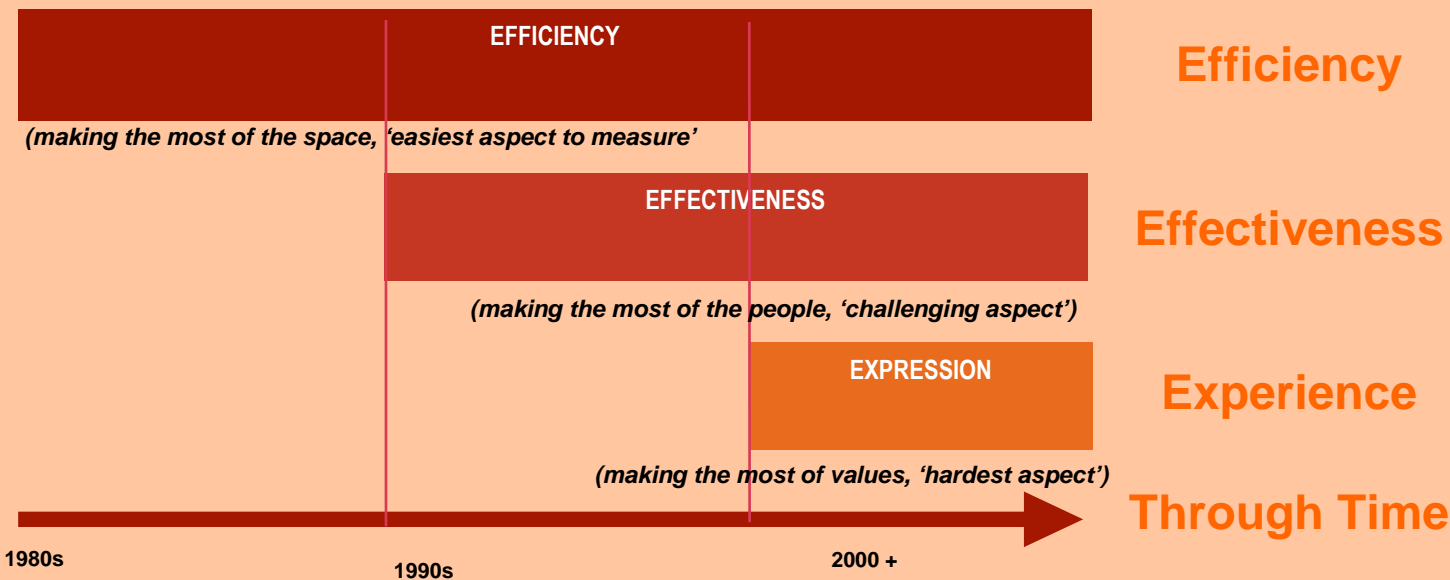 EFFICIENCY
Efficiency
(making the most of the space, ‘easiest aspect to measure’
EFFECTIVENESS
Effectiveness
(making the most of the people, ‘challenging aspect’)
EXPRESSION
Experience
(making the most of values, ‘hardest aspect’)
Through Time
1980s
1990s
2000 +